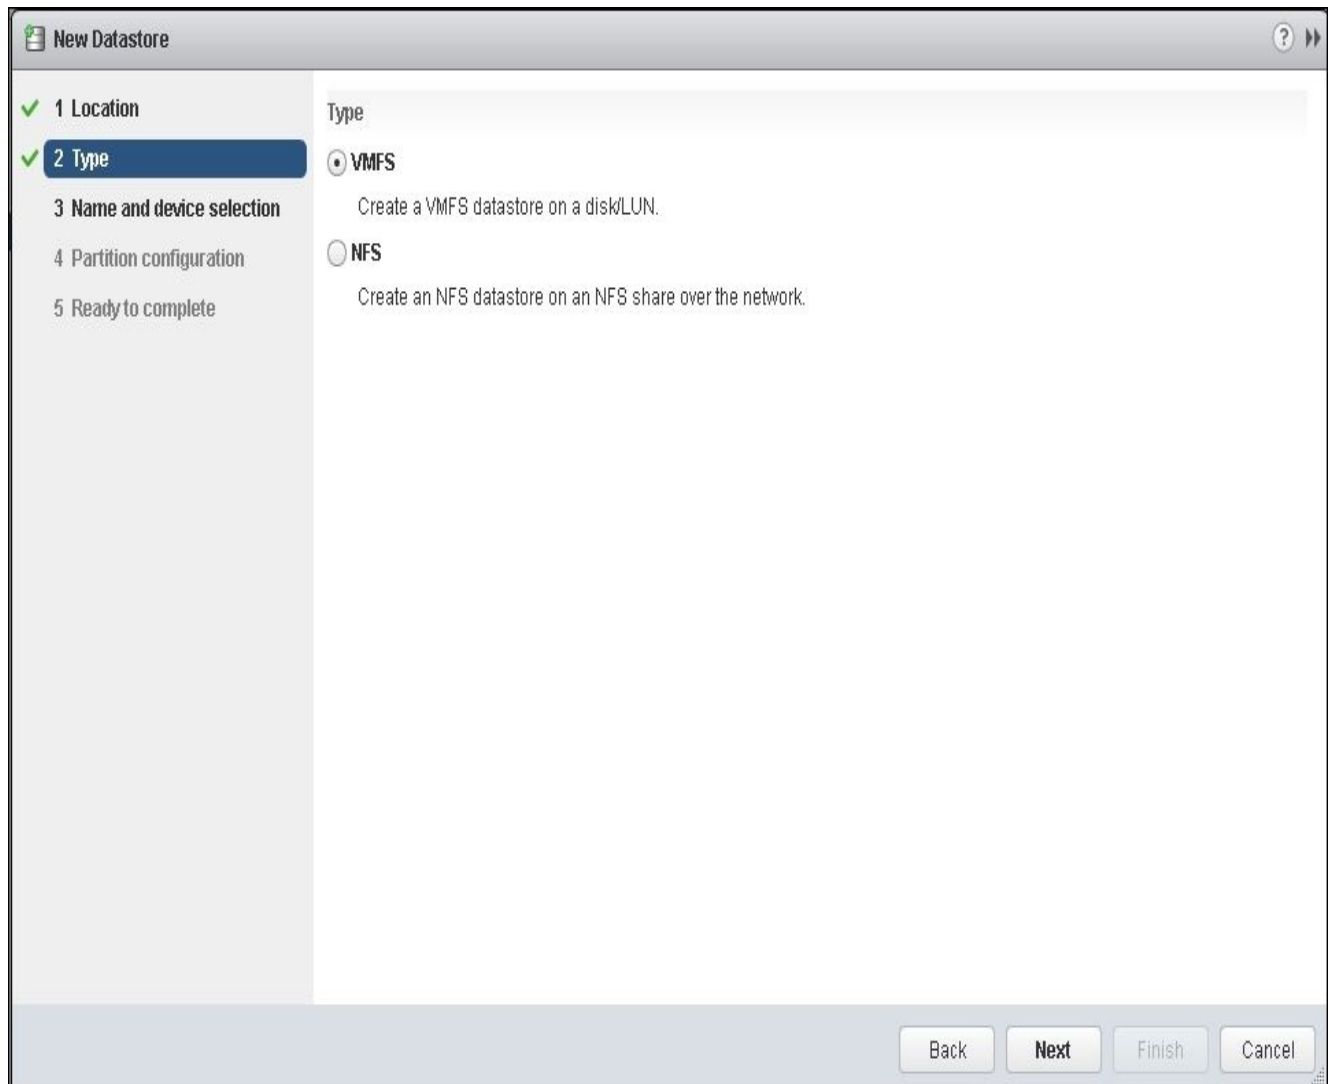 New Datastore
?
1 Location
2 Type
3 Name and device selection
4 Partition configuration
5 Ready to complete
Type
VMFS
Create a VMFS datastore on a disk/LUN.
NFS
Create an NFS datastore on an NFS share over the network.
Back Next Finish Cancel